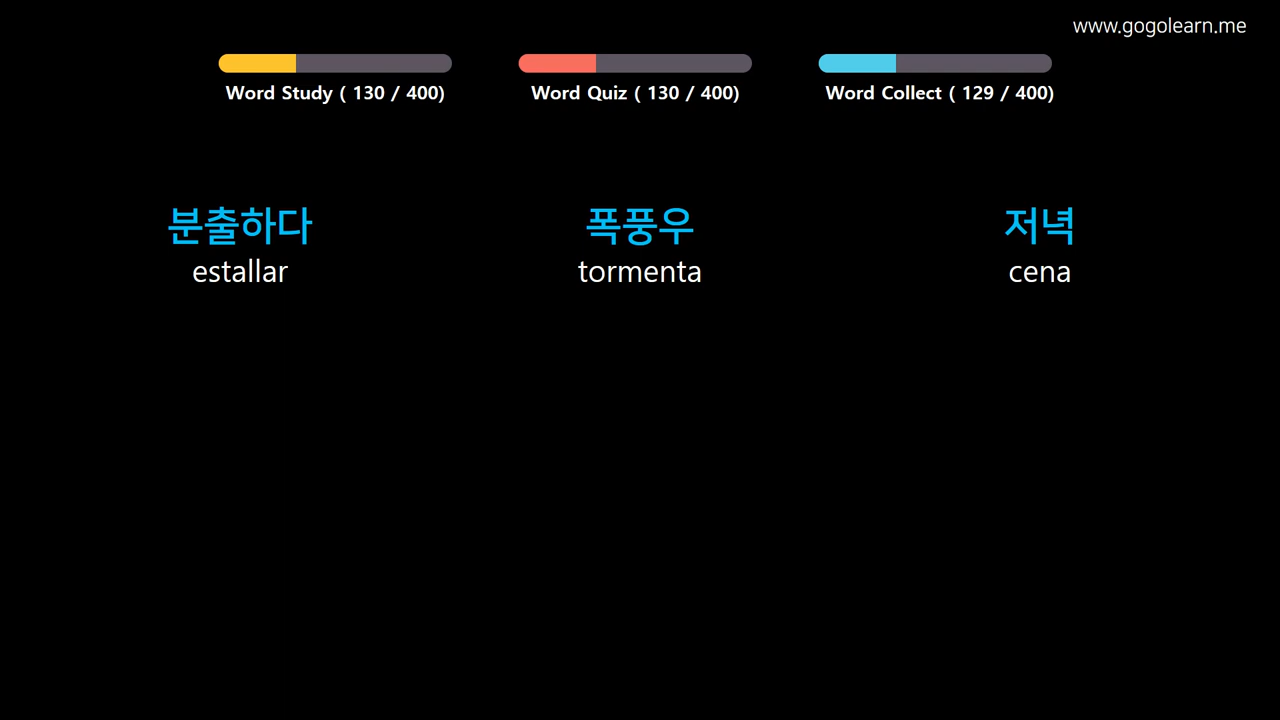 www.gogolearn.me
Word Study ( 130 / 400)
Word Quiz ( 130 / 400)
Word Collect ( 129 / 400)
분출하다
estallar
폭풍우
tormenta
저녁
cena